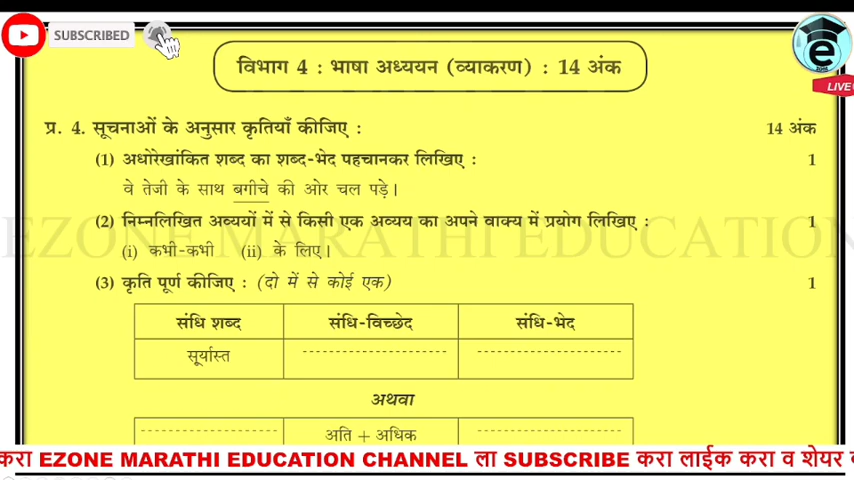 SUBSCRIBED
e
LIVE
विभाग 4 : भाषा अध्ययन (व्याकरण) : 14 अंक
प्र. 4. सूचनाओं के अनुसार कृतियाँ कीजिए : 14 अंक
(1) अधोरेखांकित शब्द का शब्द-भेद पहचानकर लिखिए : 1
वे तेजी के साथ बगीचे की ओर चल पड़े।
(2) निम्नलिखित अव्ययों में से किसी एक अव्यय का अपने वाक्य में प्रयोग लिखिए : 1
EZONE MARATHI EDUCATION
(i) कभी-कभी (ii) के लिए।
(3) कृति पूर्ण कीजिए : (दो में से कोई एक) 1
संधि शब्द संधि-विच्छेद संधि-भेद
सूर्यास्त
अथवा
अति + अधिक
करा EZONE MARATHI EDUCATION CHANNEL ला SUBSCRIBE करा लाईक करा व शेयर